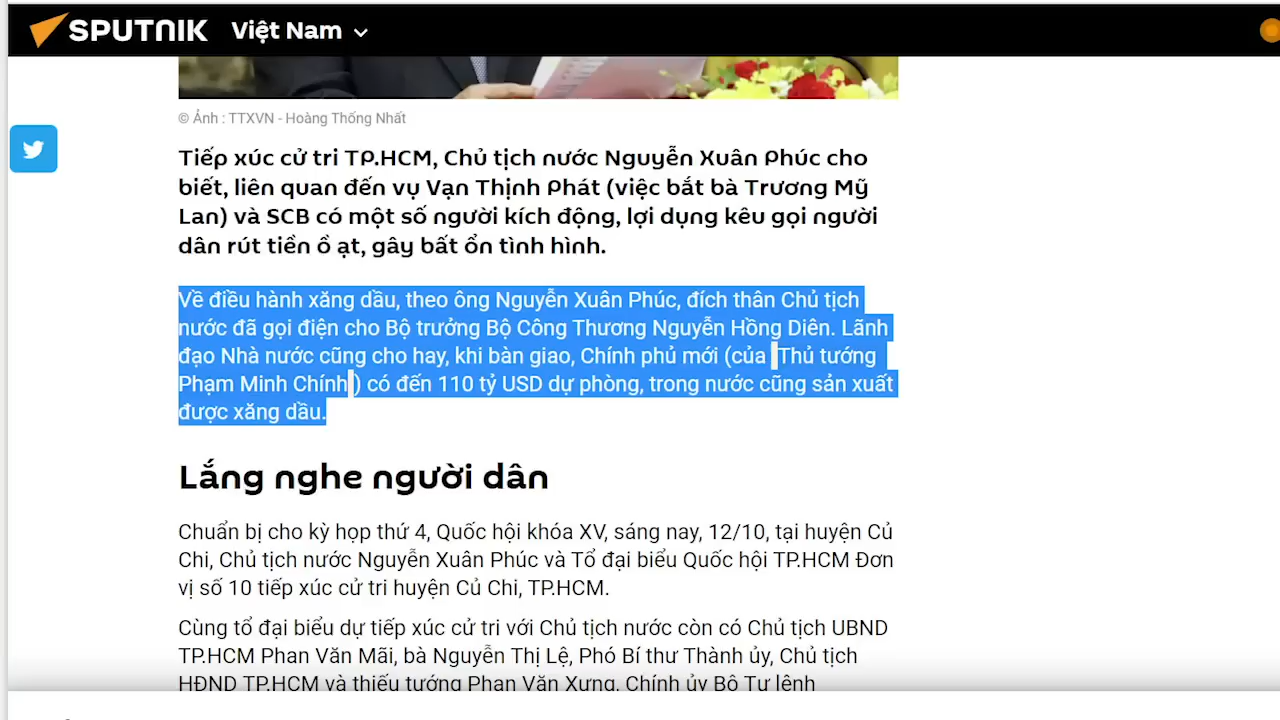 SPUTNIK Việt Nam
© Ảnh : TTXVN - Hoàng Thống Nhất
Tiếp xúc cử tri TP.HCM, Chủ tịch nước Nguyễn Xuân Phúc cho
biết, liên quan đến vụ Vạn Thịnh Phát (việc bắt bà Trương Mỹ
Lan) và SCB có một số người kích động, lợi dụng kêu gọi người
dân rút tiền ồ ạt, gây bất ổn tình hình.
Về điều hành xăng dầu, theo ông Nguyễn Xuân Phúc, đích thân Chủ tịch
nước đã gọi điện cho Bộ trưởng Bộ Công Thương Nguyễn Hồng Diên. Lãnh
đạo Nhà nước cũng cho hay, khi bàn giao, Chính phủ mới (của Thủ tướng
Phạm Minh Chính ) có đến 110 tỷ USD dự phòng, trong nước cũng sản xuất
được xăng dầu.
Lắng nghe người dân
Chuẩn bị cho kỳ họp thứ 4, Quốc hội khóa XV, sáng nay, 12/10, tại huyện Củ
Chi, Chủ tịch nước Nguyễn Xuân Phúc và Tổ đại biểu Quốc hội TP.HCM Đơn
vị số 10 tiếp xúc cử tri huyện Củ Chi, TP.HCM.
Cùng tổ đại biểu dự tiếp xúc cử tri với Chủ tịch nước còn có Chủ tịch UBND
TP.HCM Phan Văn Mãi, bà Nguyễn Thị Lệ, Phó Bí thư Thành ủy, Chủ tịch
HĐND TP.HCM và thiếu tướng Phan Văn Xựng, Chính ủy Bộ Tư lệnh